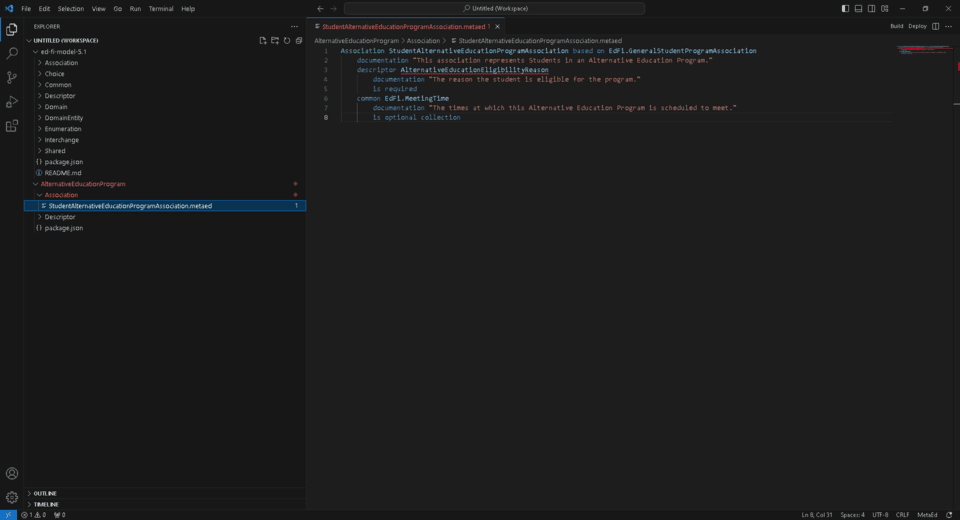 File Edit Selection View Go Run Terminal Help
Untitled (Workspace)
EXPLORER
StudentAlternativeEducationProgramAssociation.metaed 1
Build Deploy
UNTITLED (WORKSPACE)
AlternativeEducationProgram > Association > StudentAlternativeEducationProgramAssociation.metaed
ed-fi-model-5.1
Association
Choice
Common
Descriptor
Domain
DomainEntity
Enumeration
Interchange
Shared
package.json
README.md
AlternativeEducationProgram
Association
StudentAlternativeEducationProgramAssociation.metaed 1
Descriptor
package.json
1 Association StudentAlternativeEducationProgramAssociation based on EdFi.GeneralStudentProgramAssociation
2 documentation "This association represents Students in an Alternative Education Program."
3 descriptor AlternativeEducationEligibilityReason
4 documentation "The reason the student is eligible for the program."
5 is required
6 common EdFi.MeetingTime
7 documentation "The times at which this Alternative Education Program is scheduled to meet."
8 is optional collection
OUTLINE
TIMELINE
1 0 0
Ln 8, Col 31 Spaces: 4 UTF-8 CRLF MetaEd